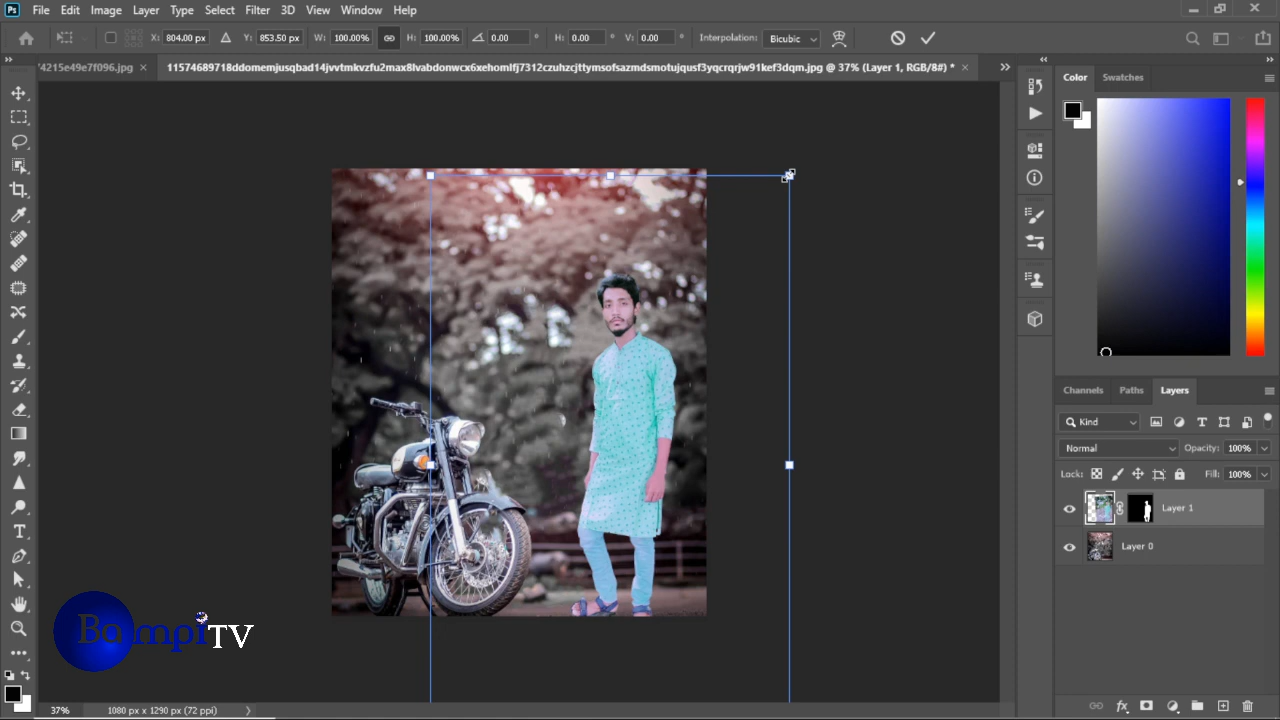 Ps File Edit Image Layer Type Select Filter 3D View Window Help
X: 804.00 px Y: 853.50 px W: 100.00% H: 100.00% 0.00 ° H: 0.00 ° V: 0.00 ° Interpolation: Bicubic
'4215e49e7f096.jpg × 11574689718ddomemjusqbad14jvvtmkvzfu2max8lvabdonwcx6xehomlfj7312czuhzcjttymsofsazmdsmotujqusf3yqcrqrjw91kef3dqm.jpg @ 37% (Layer 1, RGB/8#) * ×
Color Swatches
Channels Paths Layers
Kind
Normal Opacity: 100%
Lock: Fill: 100%
Layer 1
Layer 0
BampiTV
37% 1080 px x 1290 px (72 ppi)
fx